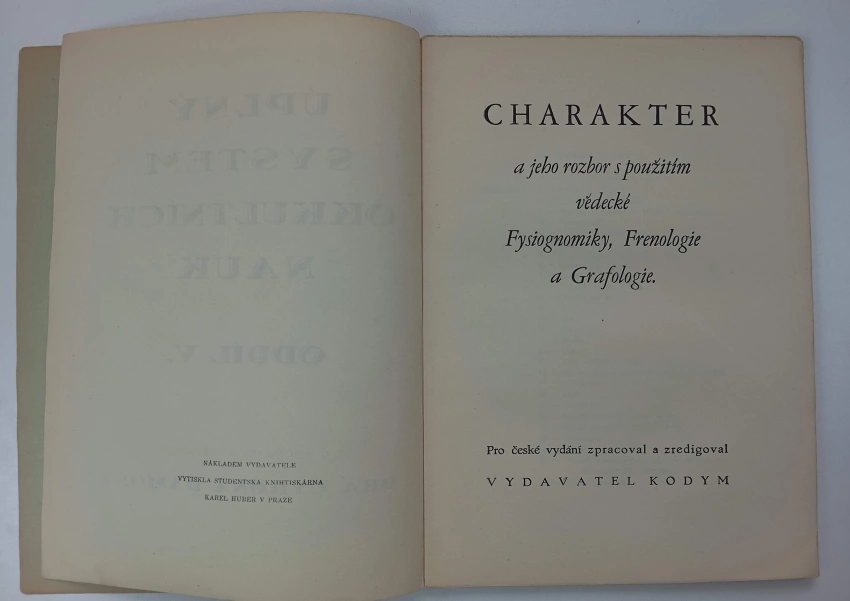 NÁKLADEM VYDAVATELE
VYTISKLA STUDENTSKÁ KNIHTISKÁRNA
KAREL HUBER V PRAZE
CHARAKTER
a jeho rozbor s použitím
vědecké
Fysiognomiky, Frenologie
a Grafologie.
Pro české vydání zpracoval a zredigoval
VYDAVATEL KODYM